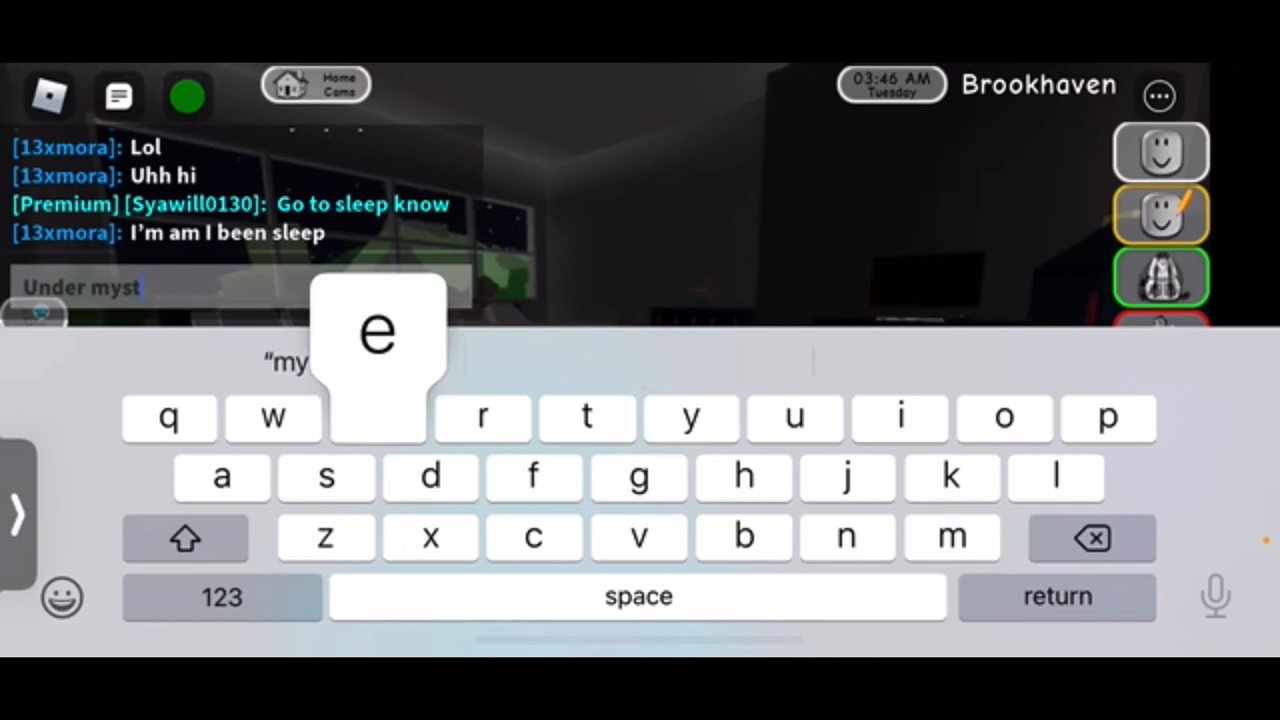 Home
Came
03:46 AM
Tuesday
Brookhaven
[13xmora]: Lol
[13xmora]: Uhh hi
[Premium] [Syawill0130]: Go to sleep know
[13xmora]: I'm am I been sleep
Under myst
"my
e
q w r t y u i o p
a s d f g h j k l
z x c v b n m
123 space return